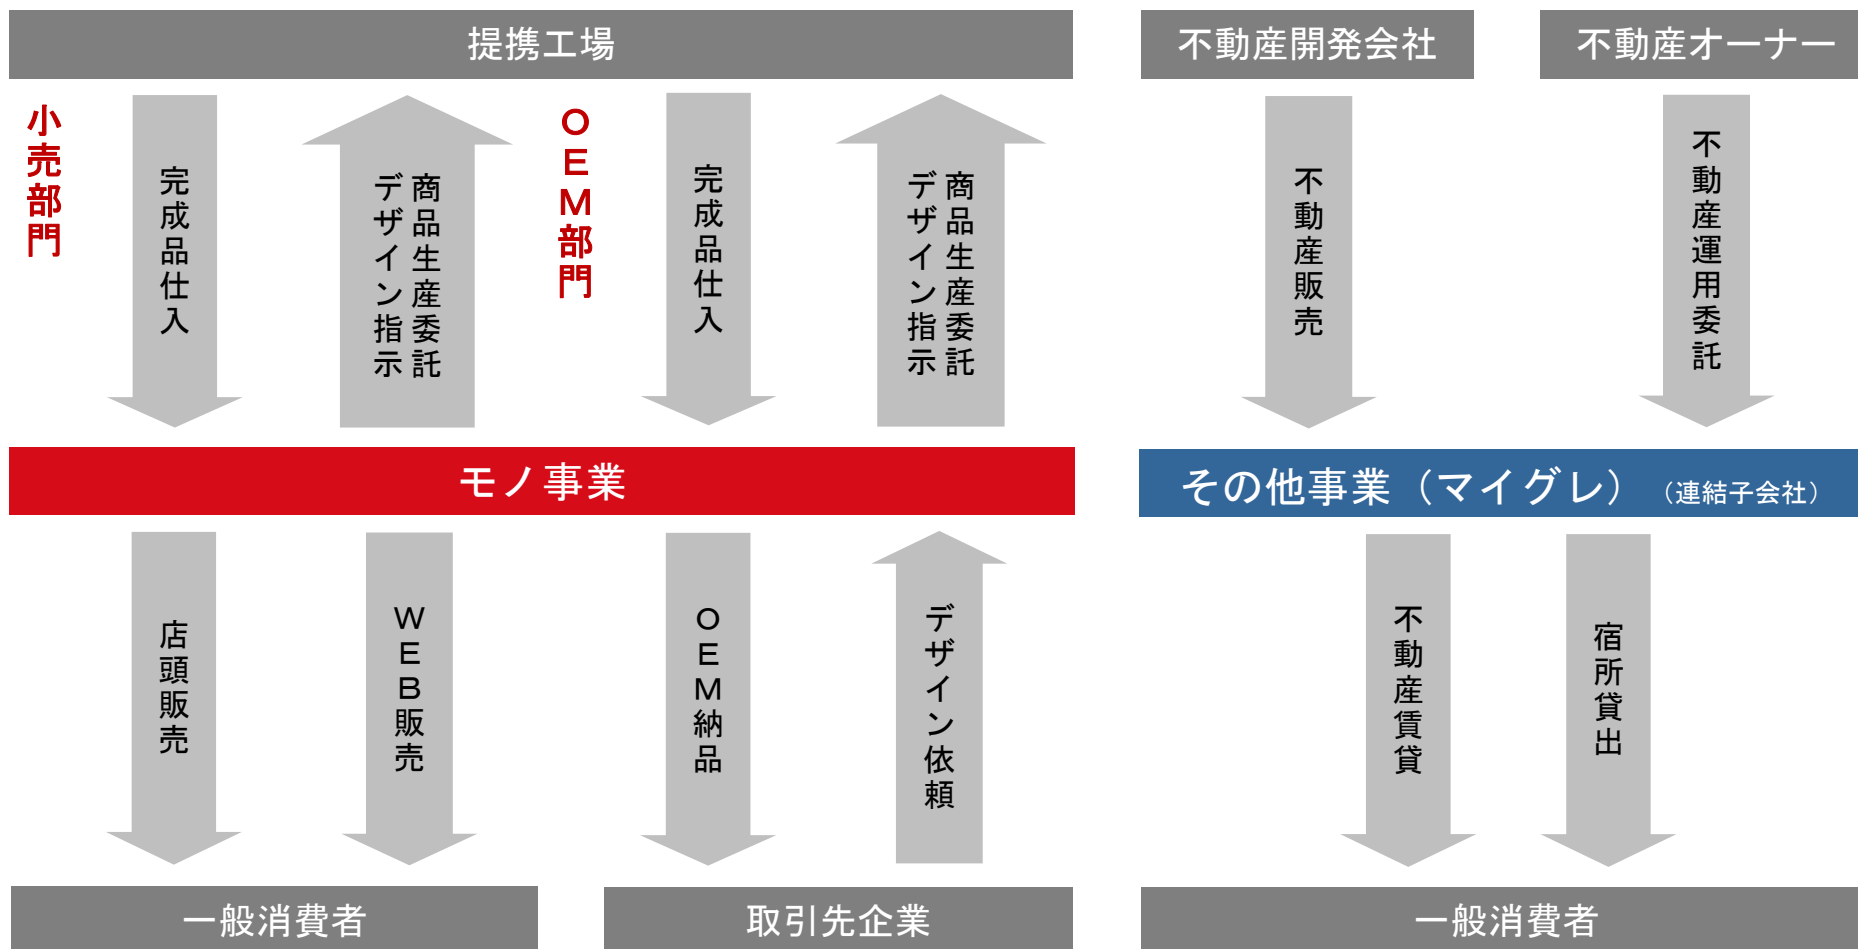 提携工場
不動産開発会社
不動産オーナー
小売部門
完成品仕入
商品生産委託
デザイン指示
ＯＥＭ部門
完成品仕入
商品生産委託
デザイン指示
不動産販売
不動産運用委託
モノ事業
その他事業（マイグレ）（連結子会社）
店頭販売
ＷＥＢ販売
ＯＥＭ納品
デザイン依頼
不動産賃貸
宿所貸出
一般消費者
取引先企業
一般消費者